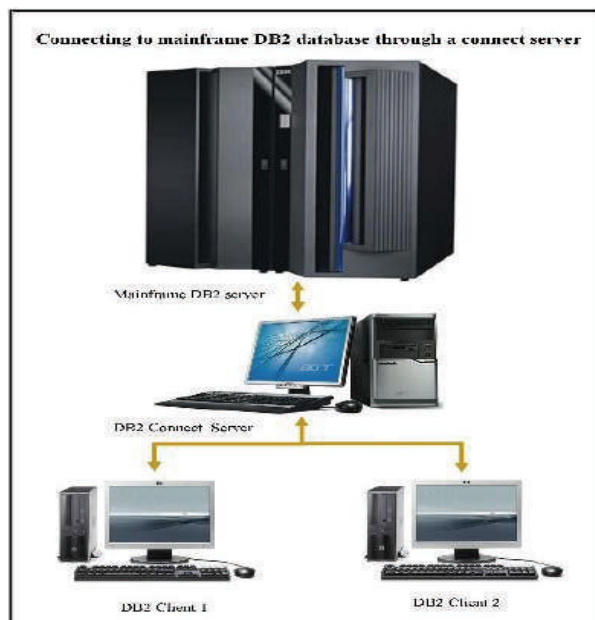 Connecting to mainframe DB2 database through a connect server
Mainframe DB2 server
acer
DB2 Connect Server
DB2 Client 1
DB2 Client 2